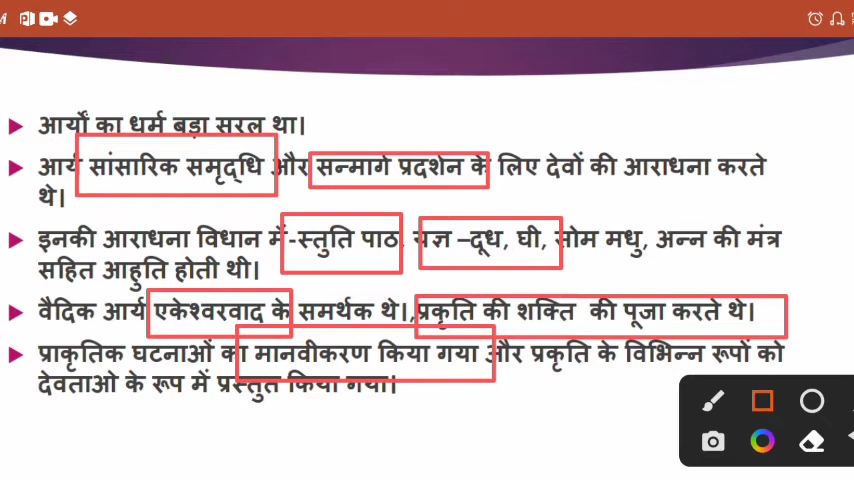 आर्यों का धर्म बड़ा सरल था।
आर्य सांसारिक समृद्धि और सन्मार्ग प्रदर्शन के लिए देवों की आराधना करते
थे।
इनकी आराधना विधान में-स्तुति पाठ, यज्ञ –दूध, घी, सोम मधु, अन्न की मंत्र
सहित आहुति होती थी।
वैदिक आर्य एकेश्वरवाद के समर्थक थे।,प्रकृति की शक्ति की पूजा करते थे।
प्राकृतिक घटनाओं का मानवीकरण किया गया और प्रकृति के विभिन्न रूपों को
देवताओ के रूप में प्रस्तुत किया गया।